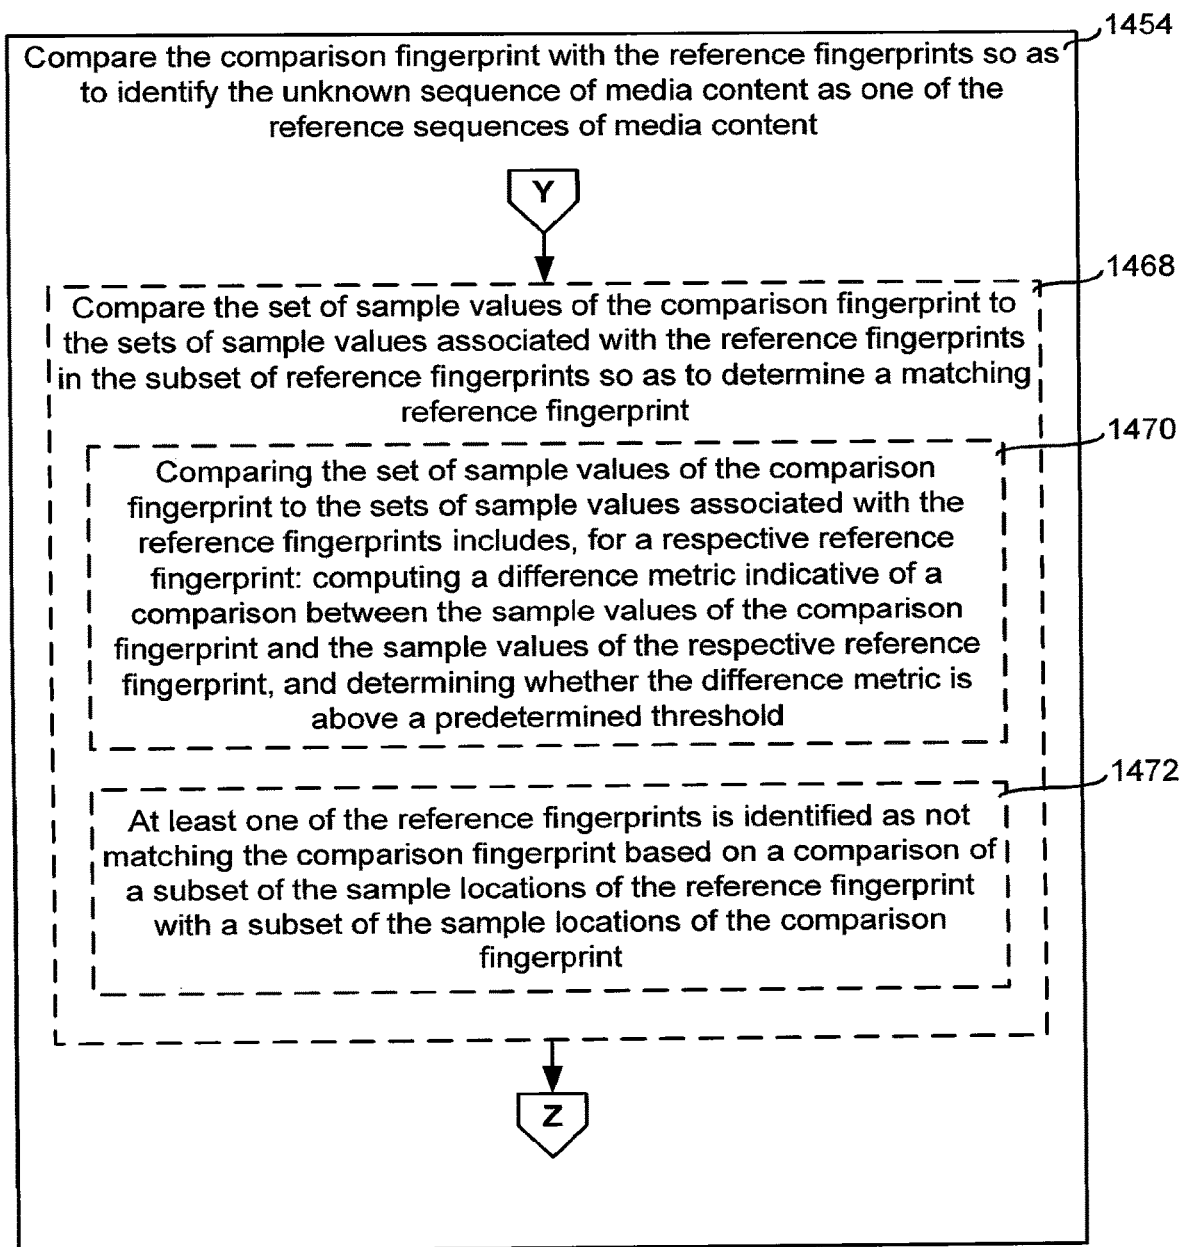 1454
Compare the comparison fingerprint with the reference fingerprints so as
to identify the unknown sequence of media content as one of the
reference sequences of media content
Y
1468
Compare the set of sample values of the comparison fingerprint to
the sets of sample values associated with the reference fingerprints
in the subset of reference fingerprints so as to determine a matching
reference fingerprint
1470
Comparing the set of sample values of the comparison
fingerprint to the sets of sample values associated with the
reference fingerprints includes, for a respective reference
fingerprint: computing a difference metric indicative of a
comparison between the sample values of the comparison
fingerprint and the sample values of the respective reference
fingerprint, and determining whether the difference metric is
above a predetermined threshold
1472
At least one of the reference fingerprints is identified as not
matching the comparison fingerprint based on a comparison of
a subset of the sample locations of the reference fingerprint
with a subset of the sample locations of the comparison
fingerprint
Z